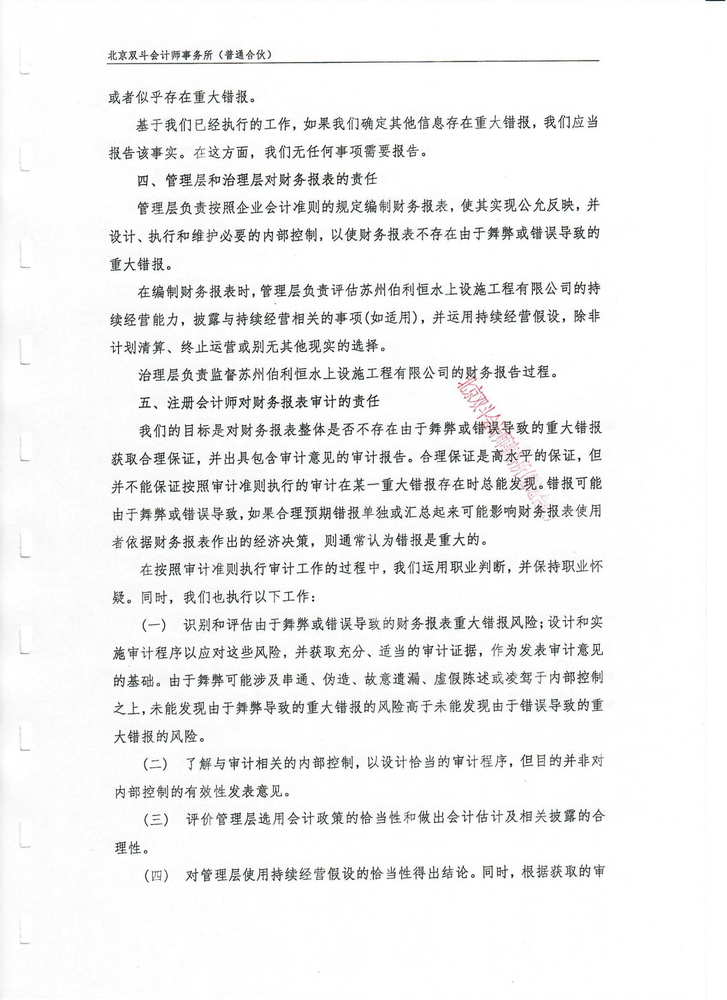 北京双斗会计师事务所（普通合伙）
或者似乎存在重大错报。
基于我们已经执行的工作，如果我们确定其他信息存在重大错报，我们应当
报告该事实。在这方面，我们无任何事项需要报告。
四、管理层和治理层对财务报表的责任
管理层负责按照企业会计准则的规定编制财务报表，使其实现公允反映，并
设计、执行和维护必要的内部控制，以使财务报表不存在由于舞弊或错误导致的
重大错报。
在编制财务报表时，管理层负责评估苏州伯利恒水上设施工程有限公司的持
续经营能力，披露与持续经营相关的事项(如适用)，并运用持续经营假设，除非
计划清算、终止运营或别无其他现实的选择。
治理层负责监督苏州伯利恒水上设施工程有限公司的财务报告过程。
五、注册会计师对财务报表审计的责任
我们的目标是对财务报表整体是否不存在由于舞弊或错误导致的重大错报
获取合理保证，并出具包含审计意见的审计报告。合理保证是高水平的保证，但
并不能保证按照审计准则执行的审计在某一重大错报存在时总能发现。错报可能
由于舞弊或错误导致，如果合理预期错报单独或汇总起来可能影响财务报表使用
者依据财务报表作出的经济决策，则通常认为错报是重大的。
在按照审计准则执行审计工作的过程中，我们运用职业判断，并保持职业怀
疑。同时，我们也执行以下工作：
(一) 识别和评估由于舞弊或错误导致的财务报表重大错报风险；设计和实
施审计程序以应对这些风险，并获取充分、适当的审计证据，作为发表审计意见
的基础。由于舞弊可能涉及串通、伪造、故意遗漏、虚假陈述或凌驾于内部控制
之上，未能发现由于舞弊导致的重大错报的风险高于未能发现由于错误导致的重
大错报的风险。
(二) 了解与审计相关的内部控制，以设计恰当的审计程序，但目的并非对
内部控制的有效性发表意见。
(三) 评价管理层选用会计政策的恰当性和做出会计估计及相关披露的合
理性。
(四) 对管理层使用持续经营假设的恰当性得出结论。同时，根据获取的审
北京双斗会计师事务所(普通合伙)